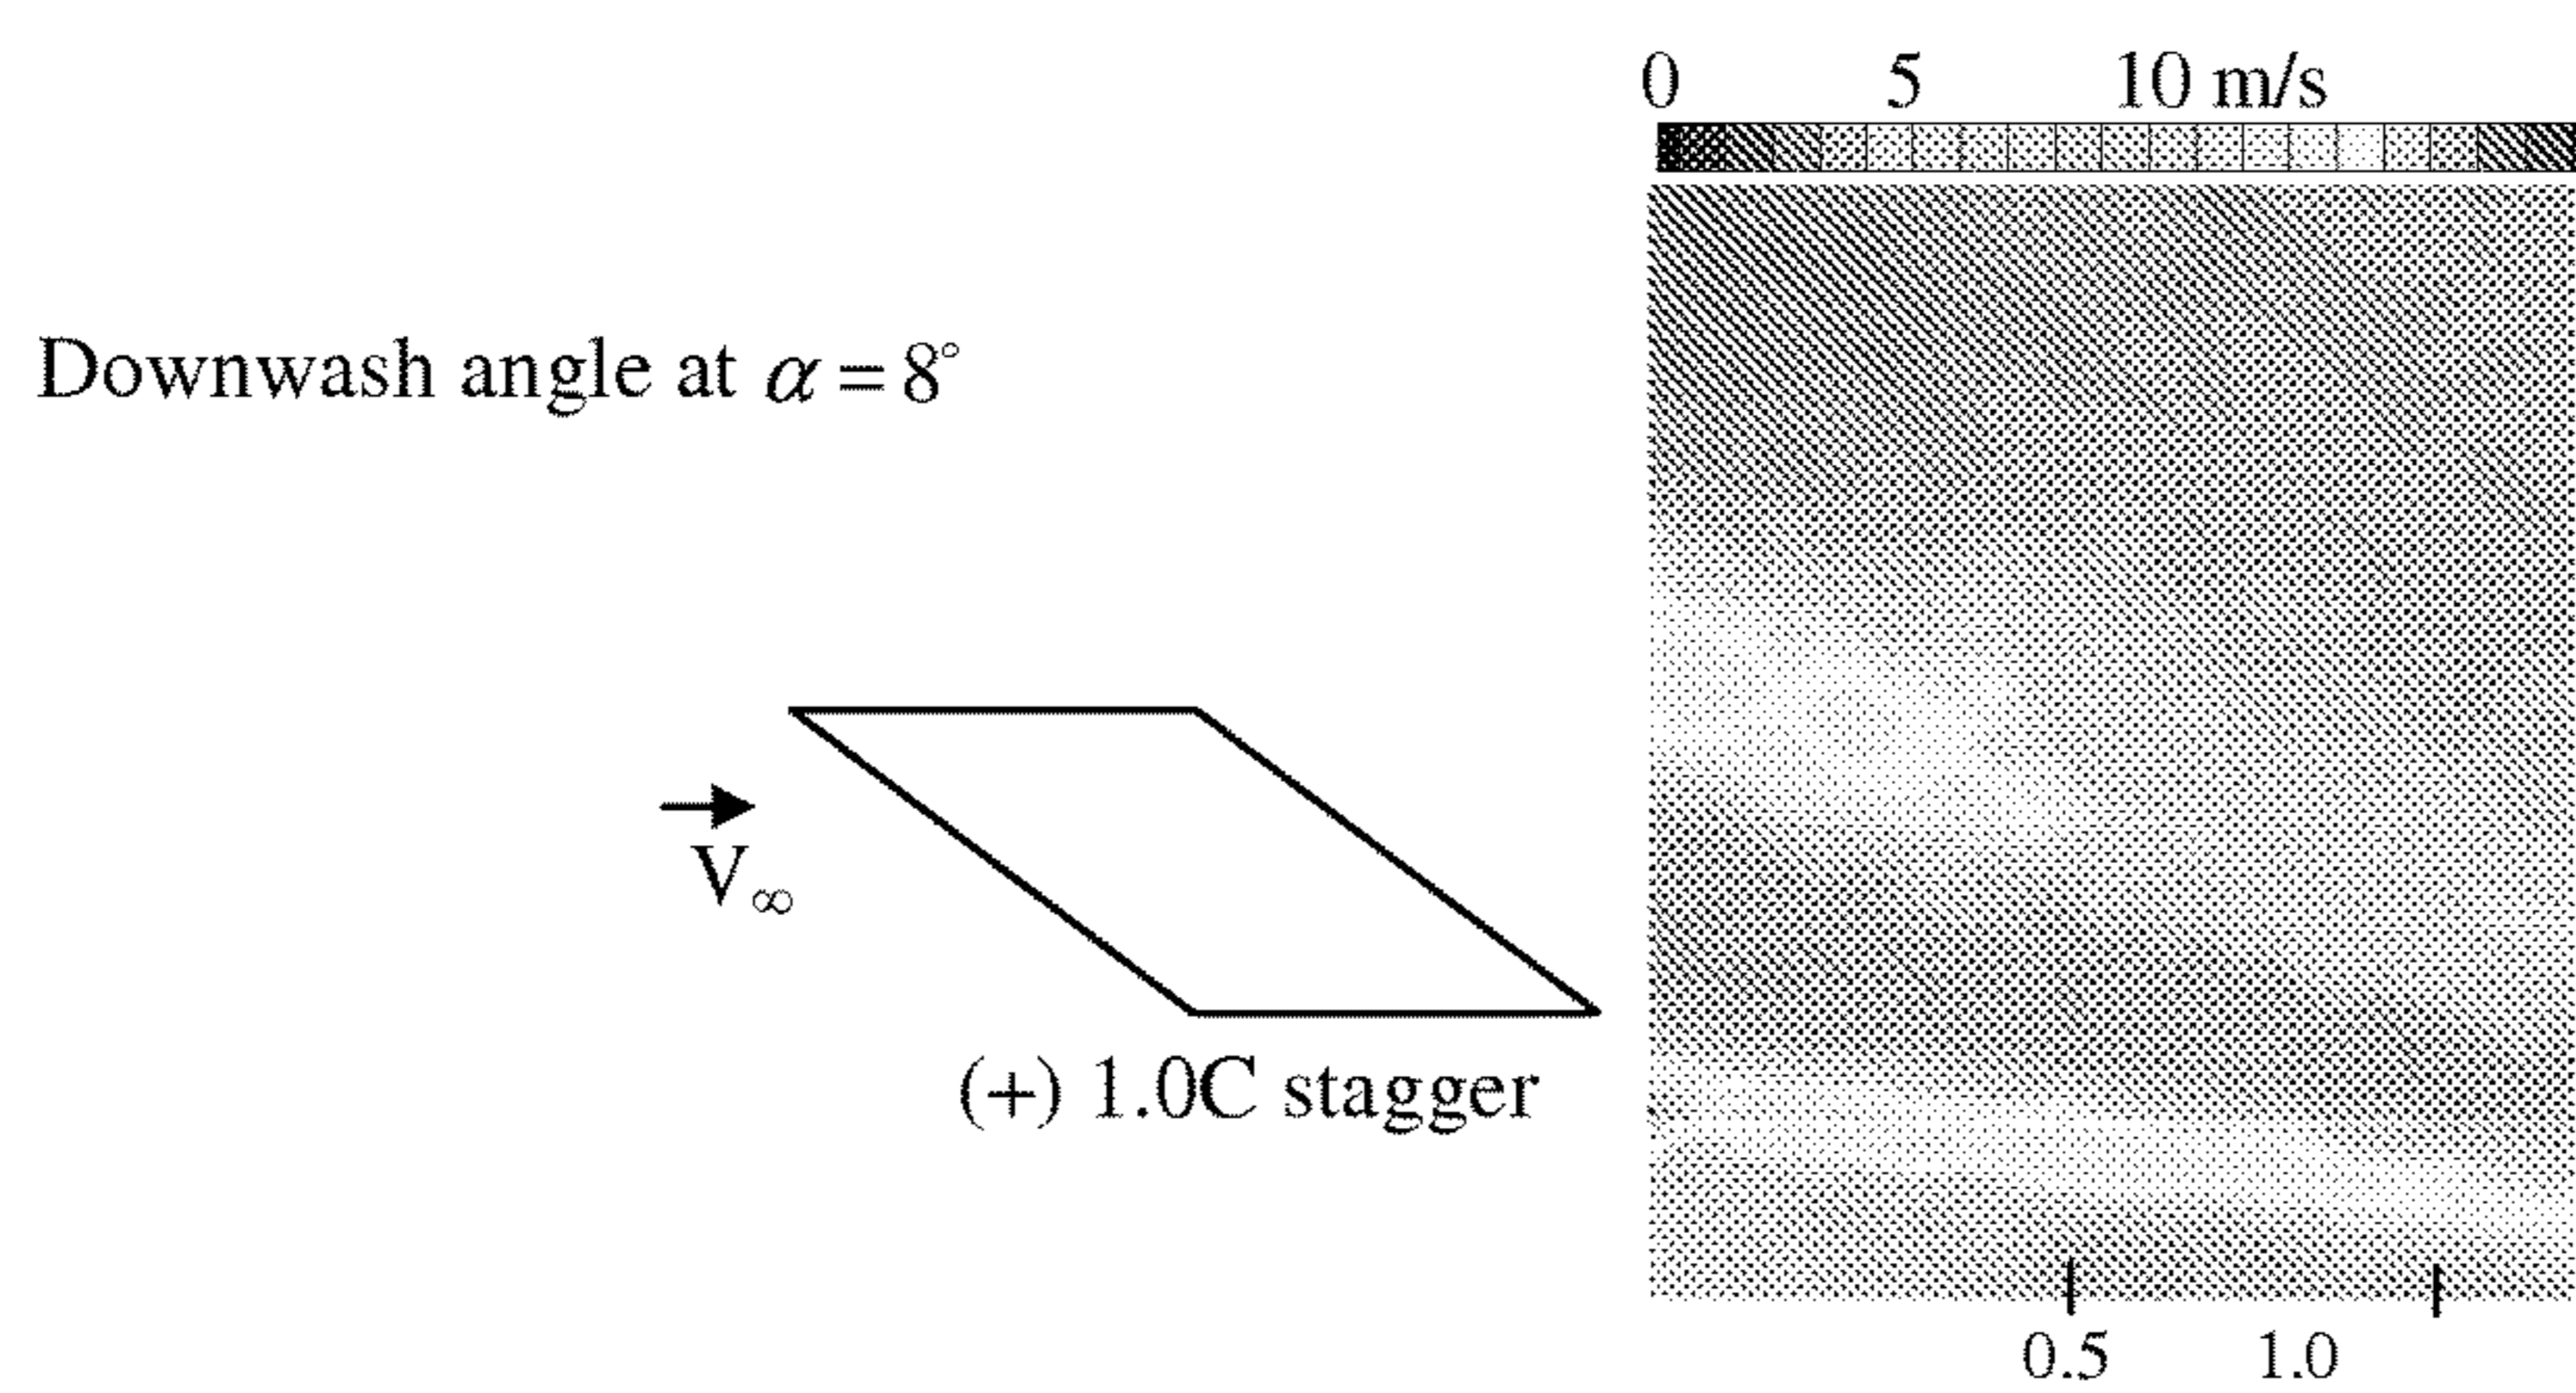 0 5 10 m/s
Downwash angle at α = 8°
V∞
(+) 1.0C stagger
0.5 1.0